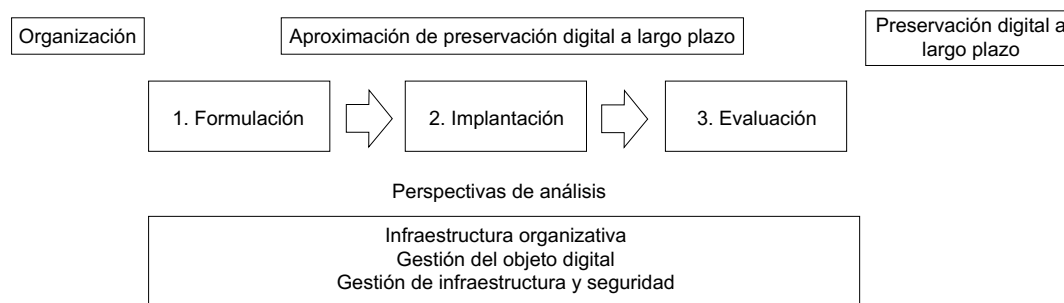 Organización
Aproximación de preservación digital a largo plazo
Preservación digital a
largo plazo
1. Formulación
2. Implantación
3. Evaluación
Perspectivas de análisis
Infraestructura organizativa
Gestión del objeto digital
Gestión de infraestructura y seguridad